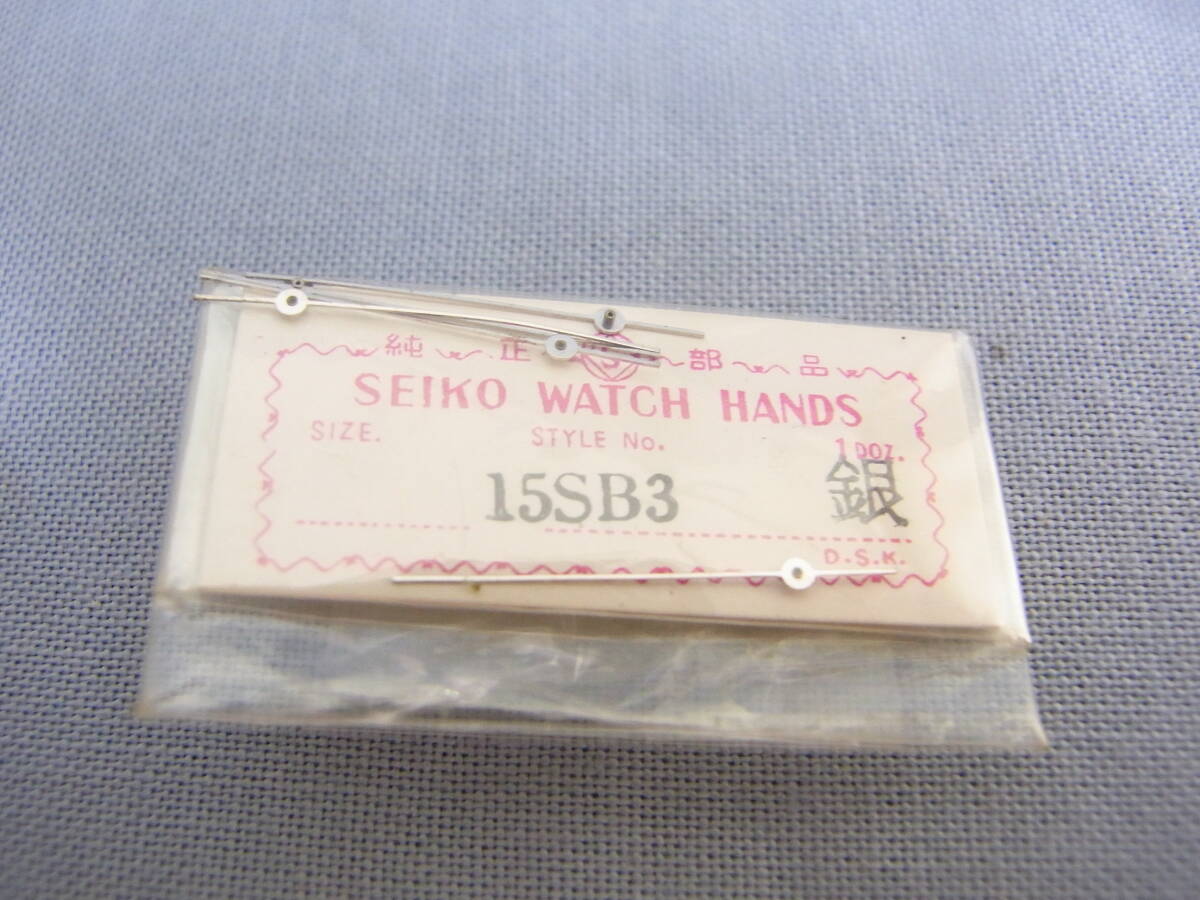 純正 S 部品
SEIKO WATCH HANDS
SIZE. STYLE No. 1 DOZ.
15SB3 銀
D.S.K.